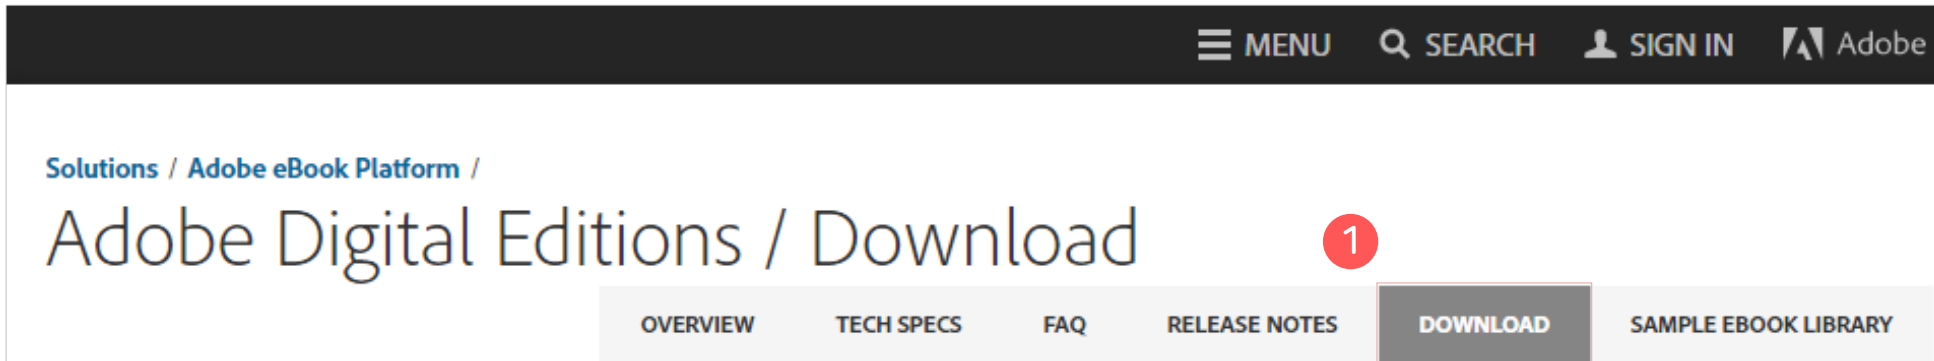 MENU SEARCH SIGN IN Adobe
Solutions / Adobe eBook Platform /
Adobe Digital Editions / Download
1
OVERVIEW TECH SPECS FAQ RELEASE NOTES DOWNLOAD SAMPLE EBOOK LIBRARY